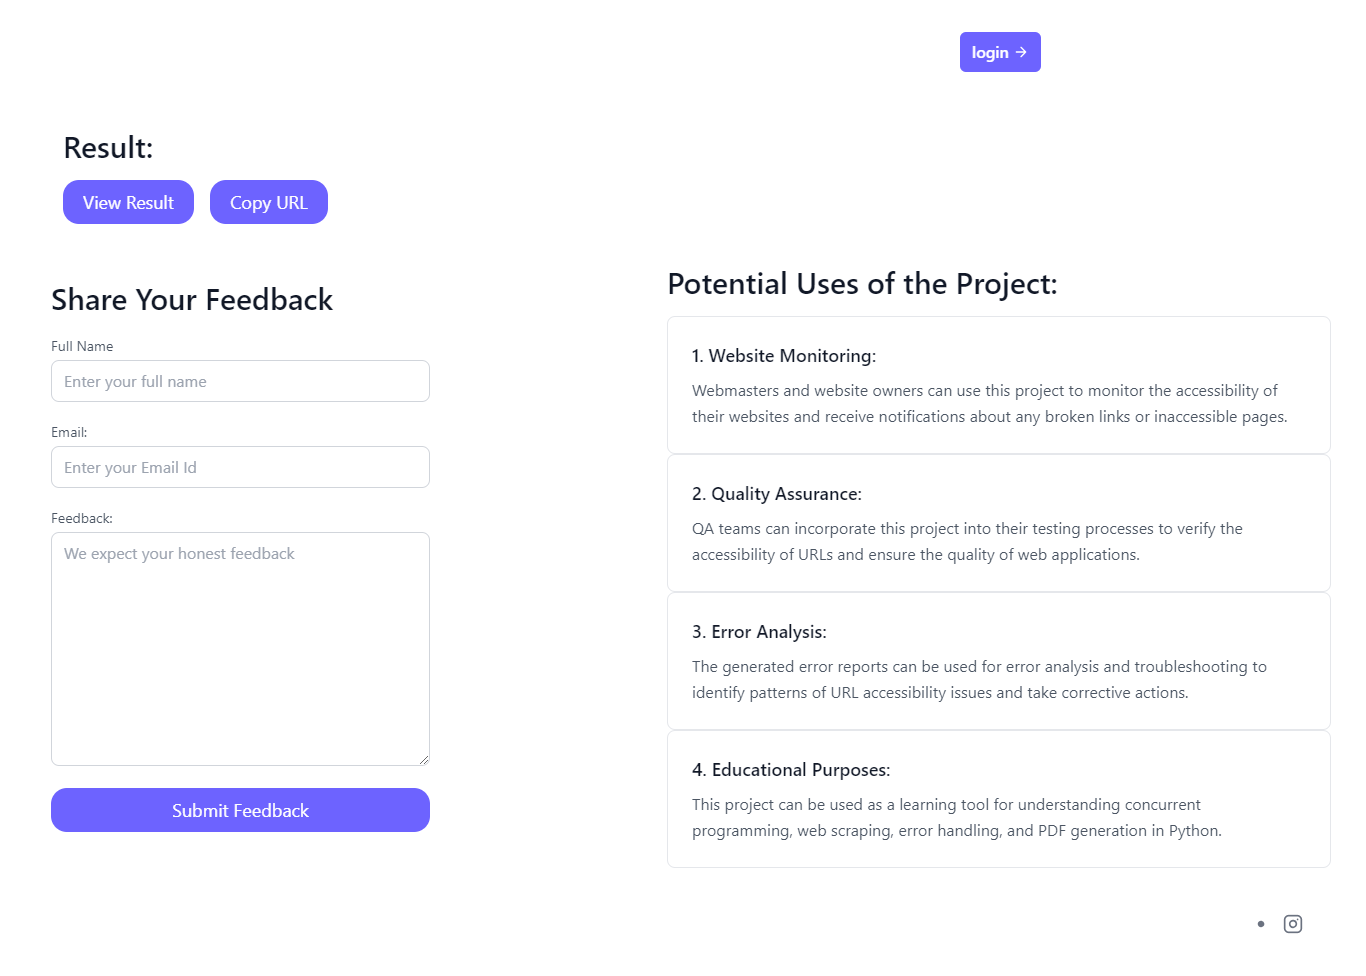 login →
Result:
View Result
Copy URL
Share Your Feedback
Full Name
Enter your full name
Email:
Enter your Email Id
Feedback:
We expect your honest feedback
Submit Feedback
Potential Uses of the Project:
1. Website Monitoring:
Webmasters and website owners can use this project to monitor the accessibility of
their websites and receive notifications about any broken links or inaccessible pages.
2. Quality Assurance:
QA teams can incorporate this project into their testing processes to verify the
accessibility of URLs and ensure the quality of web applications.
3. Error Analysis:
The generated error reports can be used for error analysis and troubleshooting to
identify patterns of URL accessibility issues and take corrective actions.
4. Educational Purposes:
This project can be used as a learning tool for understanding concurrent
programming, web scraping, error handling, and PDF generation in Python.